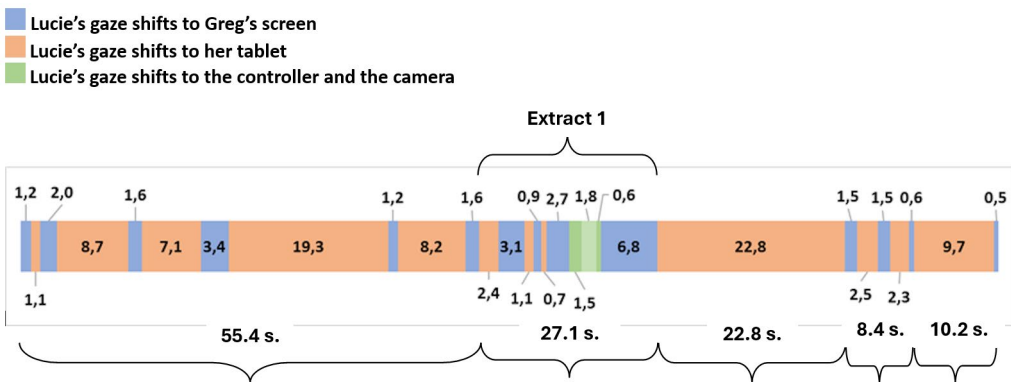 Lucie’s gaze shifts to Greg’s screen
Lucie’s gaze shifts to her tablet
Lucie’s gaze shifts to the controller and the camera
Extract 1
1,2 2,0 1,6 1,2 1,6 0,9 2,7 1,8 0,6 1,5 1,5 0,6 0,5
8,7 7,1 3,4 19,3 8,2 3,1 6,8 22,8 9,7
1,1 2,4 1,1 0,7 1,5 2,5 2,3
55.4 s. 27.1 s. 22.8 s. 8.4 s. 10.2 s.